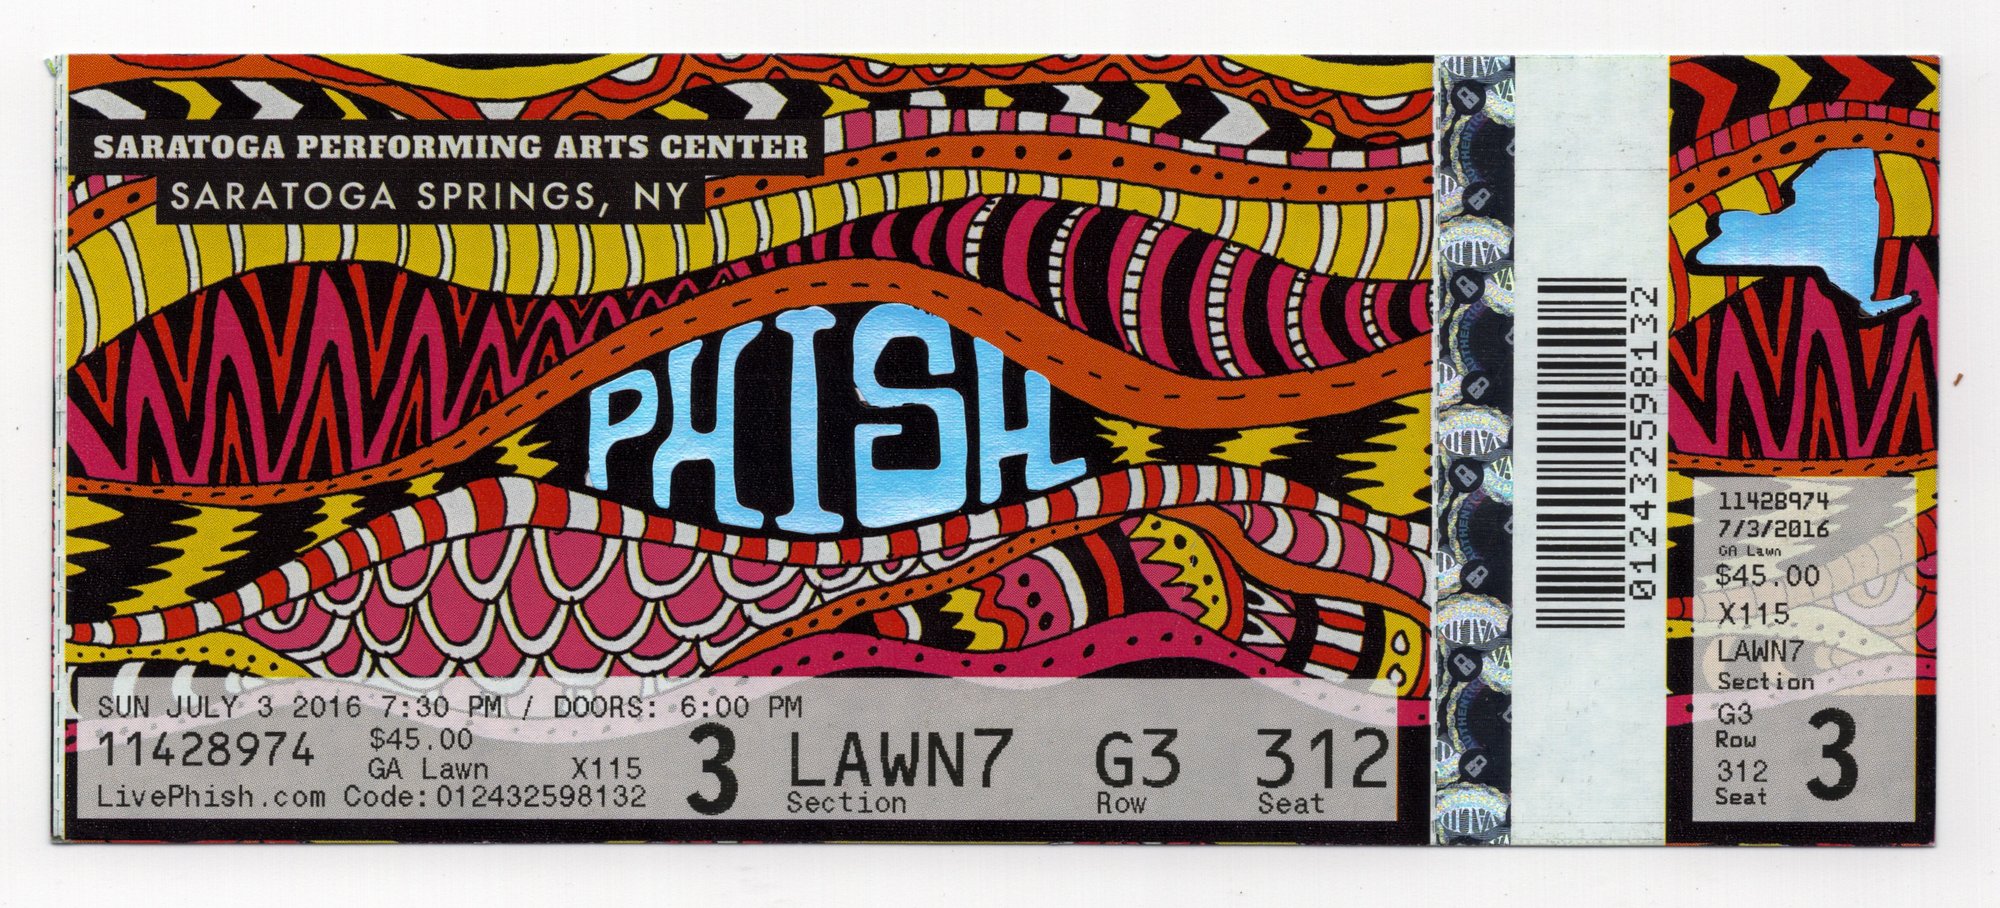 SARATOGA PERFORMING ARTS CENTER
SARATOGA SPRINGS, NY
PHISH
SUN JULY 3 2016 7:30 PM / DOORS: 6:00 PM
11428974
$45.00
GA Lawn X115
LivePhish.com Code:012432598132
3
LAWN7
Section
G3
Row
312
Seat
VALID
AUTHENTIC
012432598132
11428974
7/3/2016
GA Lawn
$45.00
X115
LAWN7
Section
G3
Row
312
Seat
3